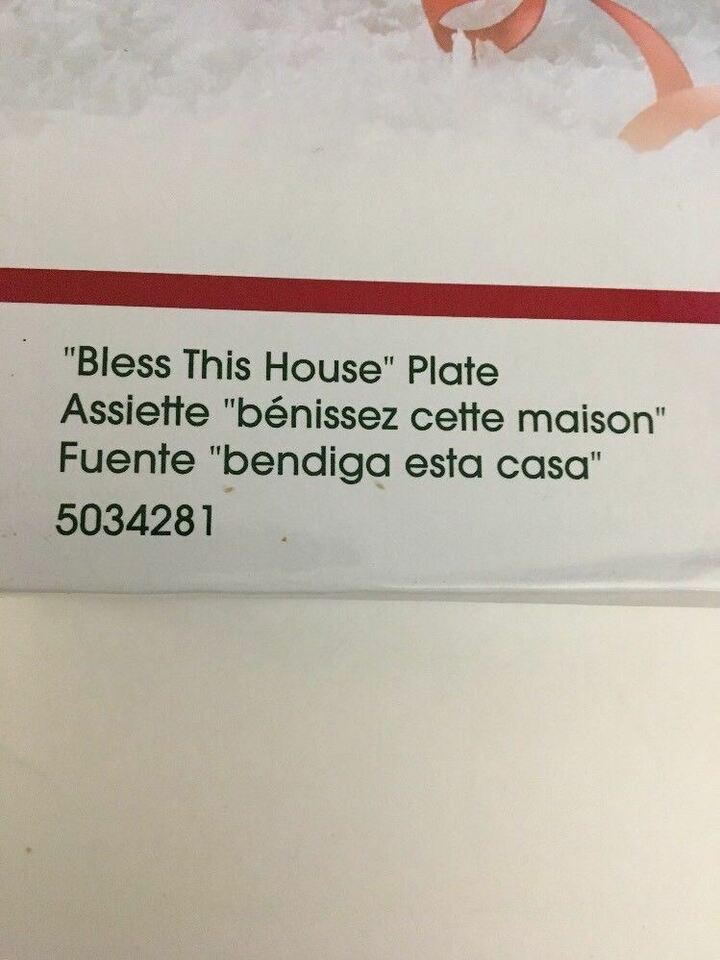 "Bless This House" Plate
Assiette "bénissez cette maison"
Fuente "bendiga esta casa"
5034281